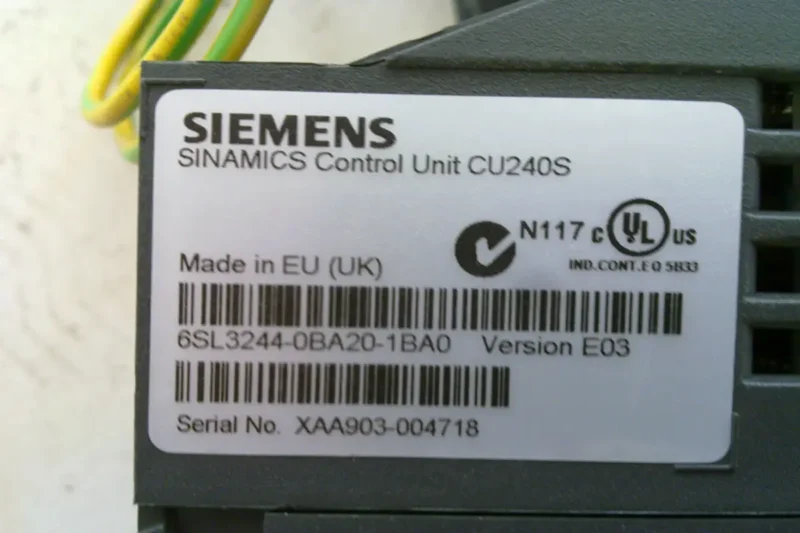 SIEMENS
SINAMICS Control Unit CU240S
N117 c UL US
IND.CONT.EQ 5B33
Made in EU (UK)
6SL3244-0BA20-1BA0 Version E03
Serial No. XAA903-004718